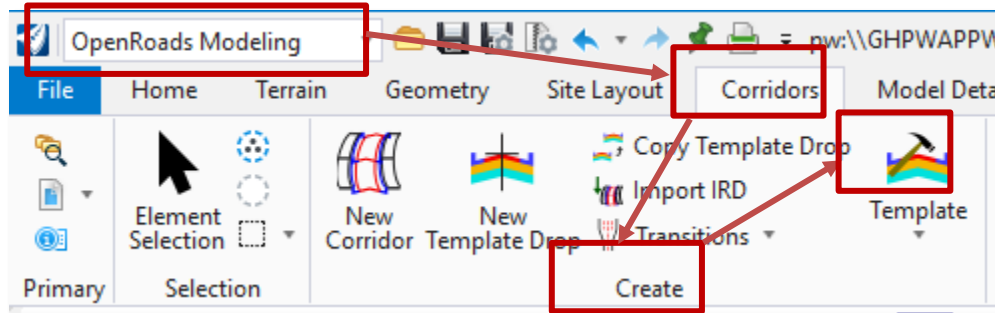 OpenRoads Modeling
pw:\\GHPWAPPW
File Home Terrain Geometry Site Layout Corridors Model Deta
Copy Template Drop
Import IRD
Transitions
Element Selection
New Corridor
New Template Drop
Template
Primary Selection Create